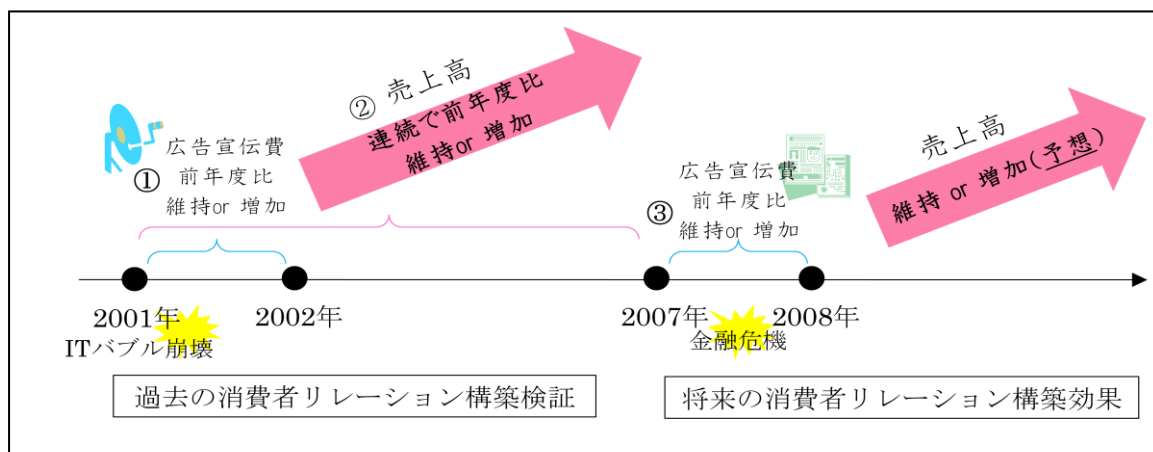 ② 売上高
連続で前年度比
維持or 増加
① 広告宣伝費
前年度比
維持or 増加
③ 広告宣伝費
前年度比
維持or 増加
売上高
維持 or 増加(予想)
2001年
2002年
2007年
2008年
ITバブル崩壊
金融危機
過去の消費者リレーション構築検証
将来の消費者リレーション構築効果